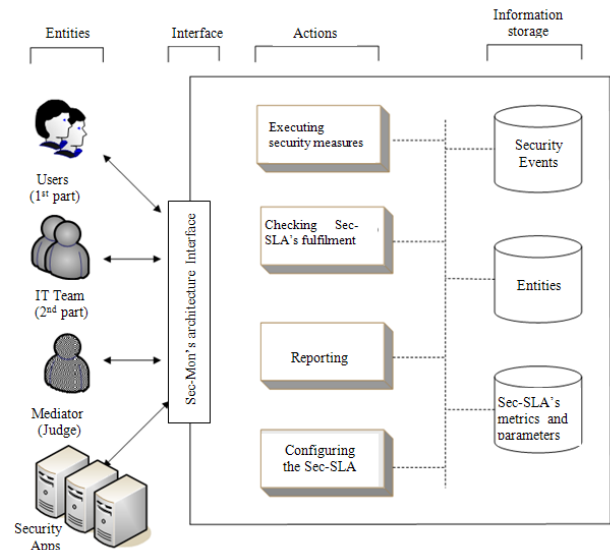 Entities
Interface
Actions
Information
storage
Users
(1st part)
IT Team
(2nd part)
Mediator
(Judge)
Security
Apps
Sec-Mon's architecture Interface
Executing
security measures
Checking Sec-
SLA's fulfilment
Reporting
Configuring
the Sec-SLA
Security
Events
Entities
Sec-SLA's
metrics and
parameters